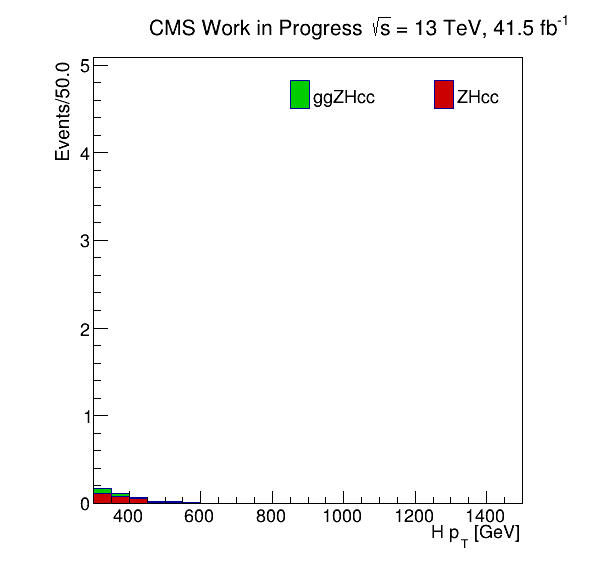 CMS Work in Progress √s = 13 TeV, 41.5 fb⁻¹
Events/50.0
ggZHcc ZHcc
5
4
3
2
1
0
400 600 800 1000 1200 1400
H p_T [GeV]